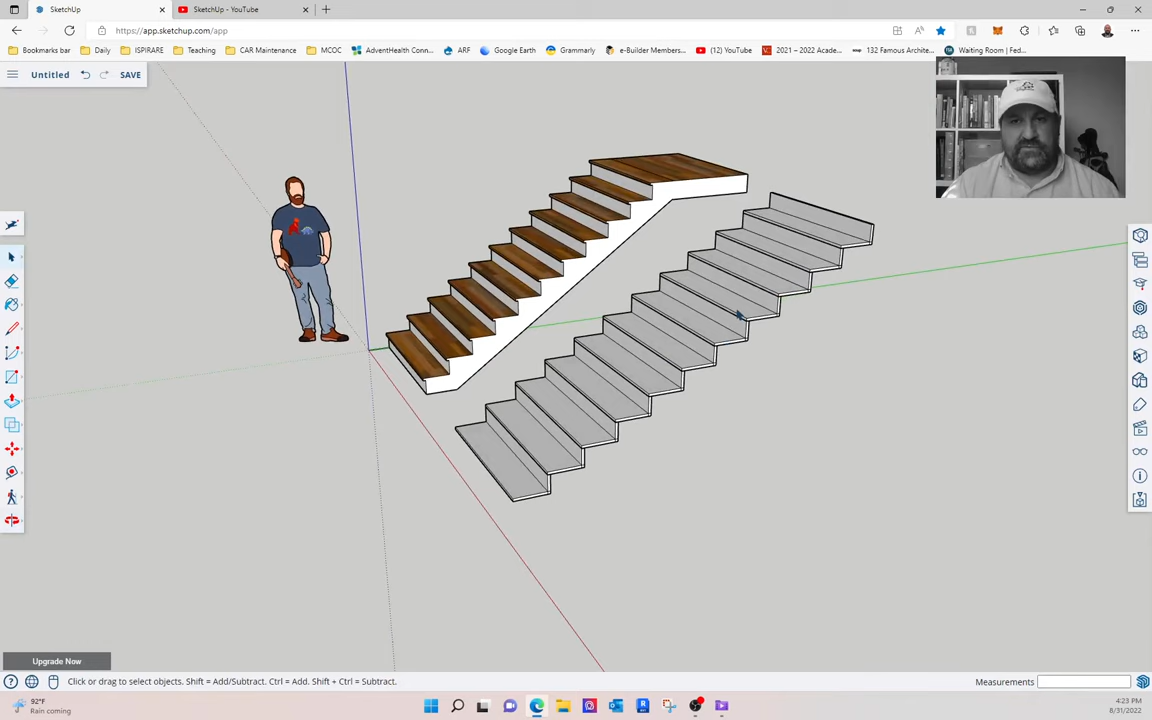 SketchUp
SketchUp - YouTube
https://app.sketchup.com/app
Bookmarks bar
Daily
ISPIRARE
Teaching
CAR Maintenance
MCOC
AdventHealth Conn...
ARF
Google Earth
Grammarly
e-Builder Members...
(12) YouTube
2021 – 2022 Acade...
132 Famous Archite...
Waiting Room | Fed...
Untitled
SAVE
Upgrade Now
Click or drag to select objects. Shift = Add/Subtract. Ctrl = Add. Shift + Ctrl = Subtract.
Measurements
92°F
Rain coming
4:23 PM
8/31/2022